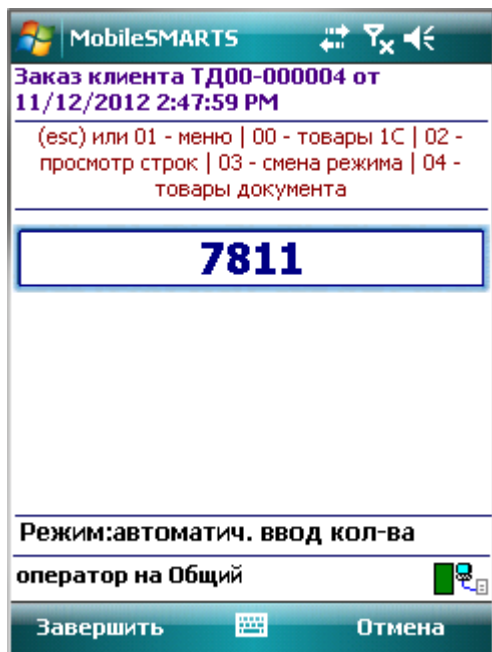 MobileSMARTS
Заказ клиента ТД00-000004 от
11/12/2012 2:47:59 PM
(esc) или 01 - меню | 00 - товары 1С | 02 -
просмотр строк | 03 - смена режима | 04 -
товары документа
7811
Режим:автоматич. ввод кол-ва
оператор на Общий
Завершить
Отмена